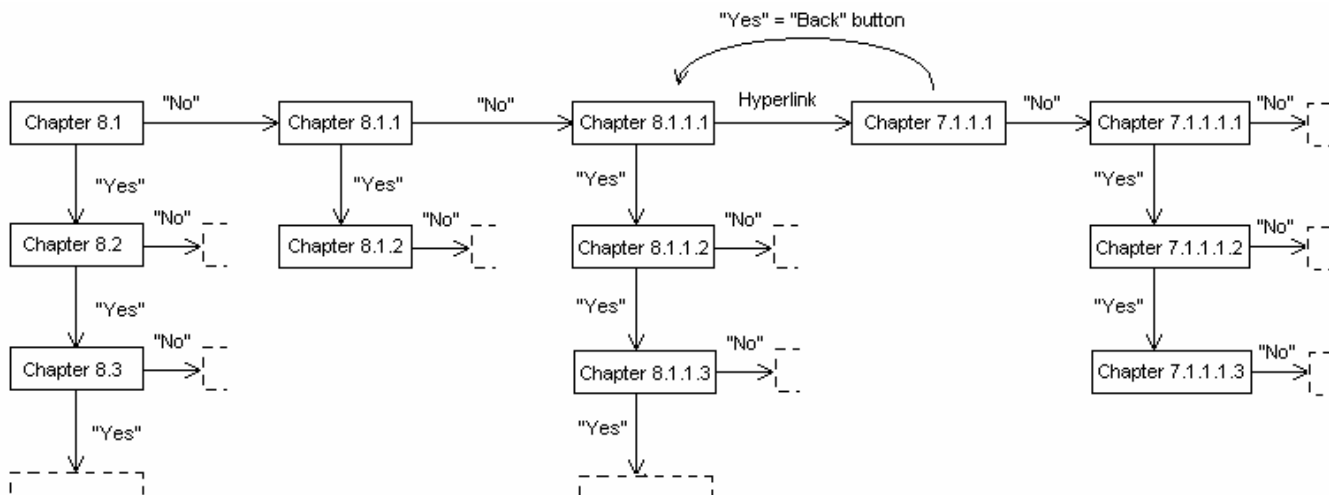 "Yes" = "Back" button
"No"
"No"
Hyperlink
"No"
"No"
Chapter 8.1
Chapter 8.1.1
Chapter 8.1.1.1
Chapter 7.1.1.1
Chapter 7.1.1.1.1
"Yes"
"Yes"
"Yes"
"Yes"
"No"
"No"
"No"
"No"
Chapter 8.2
Chapter 8.1.2
Chapter 8.1.1.2
Chapter 7.1.1.1.2
"Yes"
"Yes"
"Yes"
"No"
"No"
"No"
Chapter 8.3
Chapter 8.1.1.3
Chapter 7.1.1.1.3
"Yes"
"Yes"